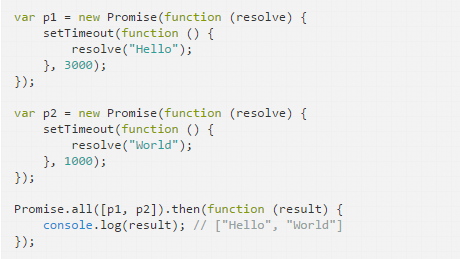 var p1 = new Promise(function (resolve) {
    setTimeout(function () {
        resolve("Hello");
    }, 3000);
});

var p2 = new Promise(function (resolve) {
    setTimeout(function () {
        resolve("World");
    }, 1000);
});

Promise.all([p1, p2]).then(function (result) {
    console.log(result); // ["Hello", "World"]
});